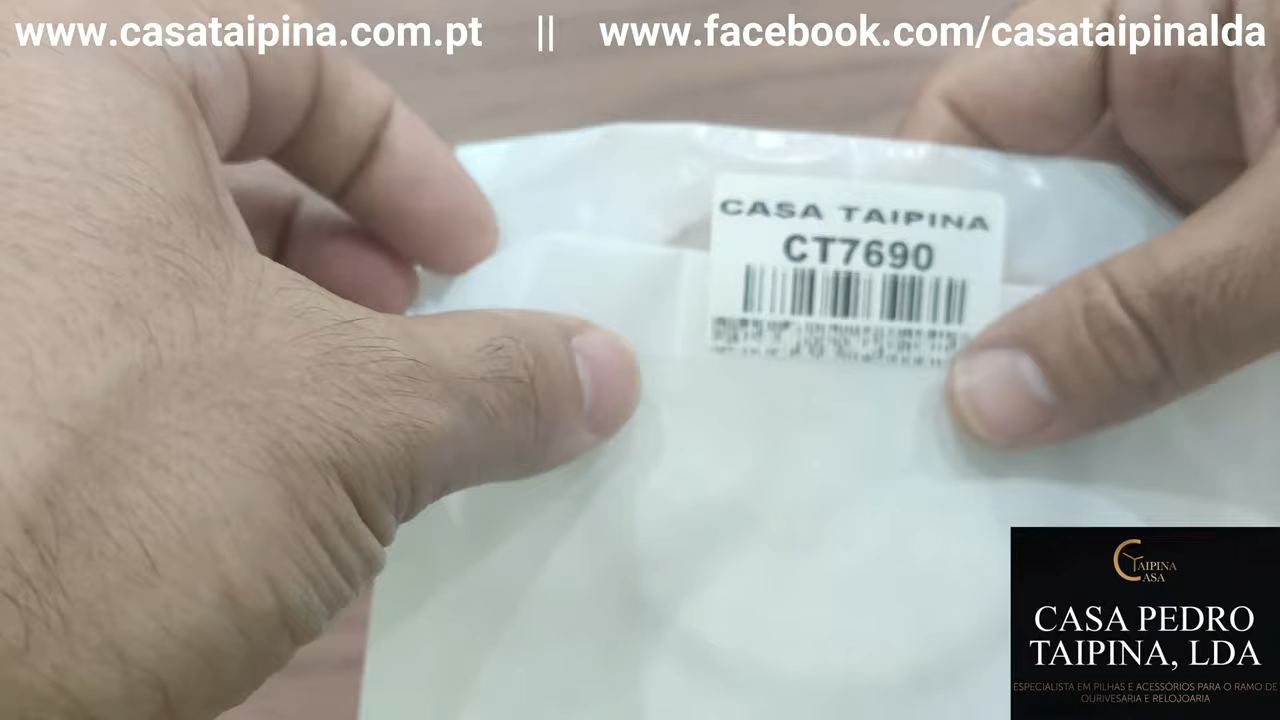 www.casataipina.com.pt || www.facebook.com/casataipinalda
CASA TAIPINA
CT7690
TAIPINA
CASA
CASA PEDRO
TAIPINA, LDA
ESPECIALISTA EM PILHAS E ACESSÓRIOS PARA O RAMO DE
OURIVESARIA E RELOJOARIA